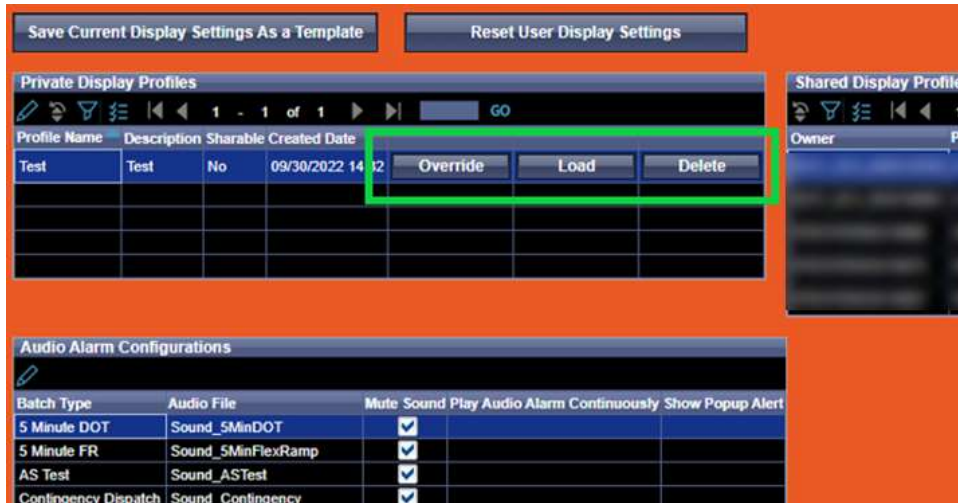 Save Current Display Settings As a Template
Reset User Display Settings
Private Display Profiles
1 - 1 of 1
GO
Profile Name Description Sharable Created Date
Test Test No 09/30/2022 Override Load Delete
Shared Display
Owner
Audio Alarm Configurations
Batch Type Audio File Mute Sound Play Audio Alarm Continuously Show Popup Alert
5 Minute DOT Sound_5MinDOT
5 Minute FR Sound_5MinFlexRamp
AS Test Sound_ASTest
Contingency Dispatch Sound_Contingency